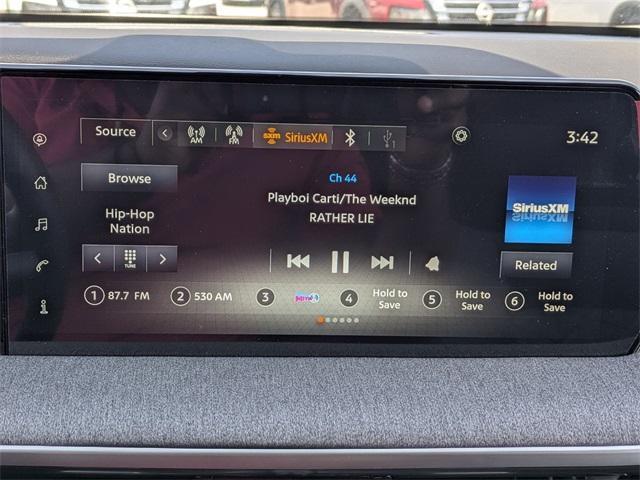 Source
AM
FM
sxm SiriusXM
1
3:42
Browse
Ch 44
Playboi Carti/The Weeknd
RATHER LIE
Hip-Hop
Nation
TUNE
SiriusXM
Related
1 87.7 FM
2 530 AM
3
4 Hold to
Save
5 Hold to
Save
6 Hold to
Save